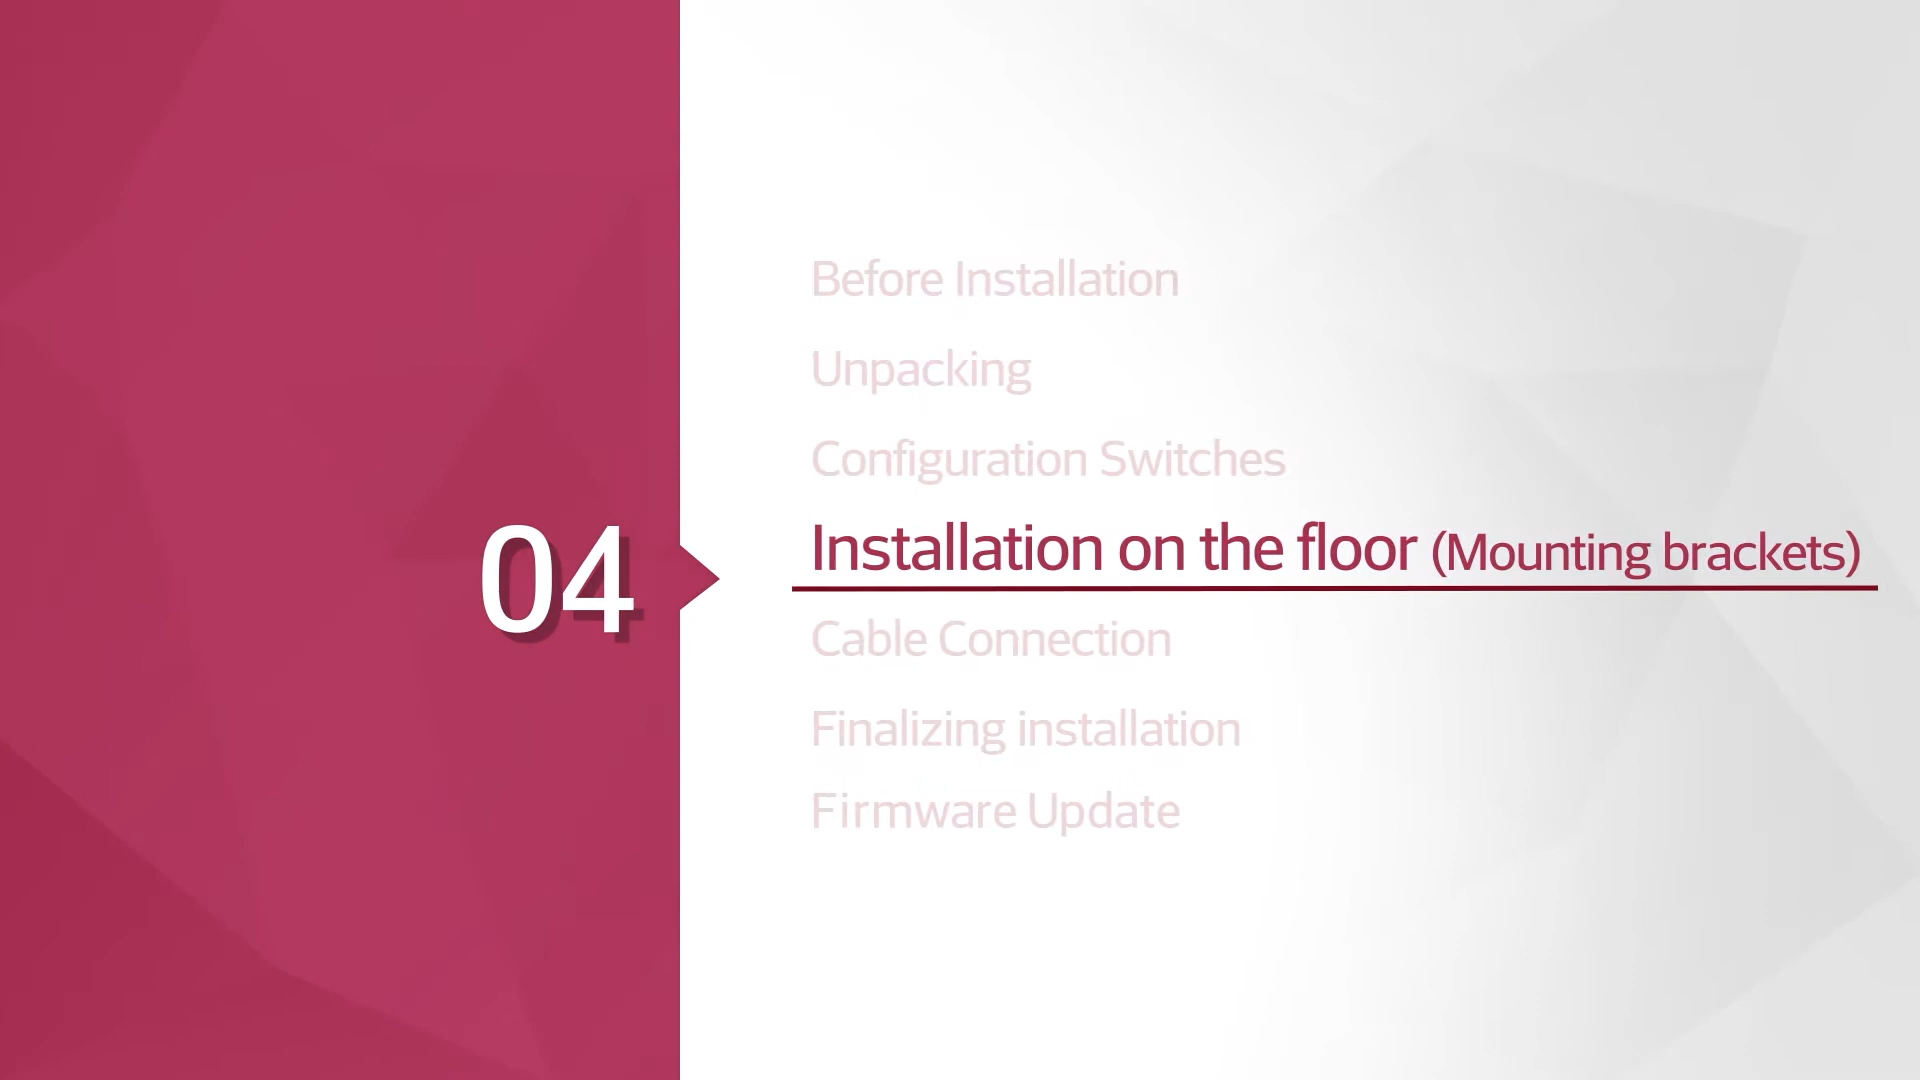 Before Installation
Unpacking
Configuration Switches
04
Installation on the floor (Mounting brackets)
Cable Connection
Finalizing installation
Firmware Update